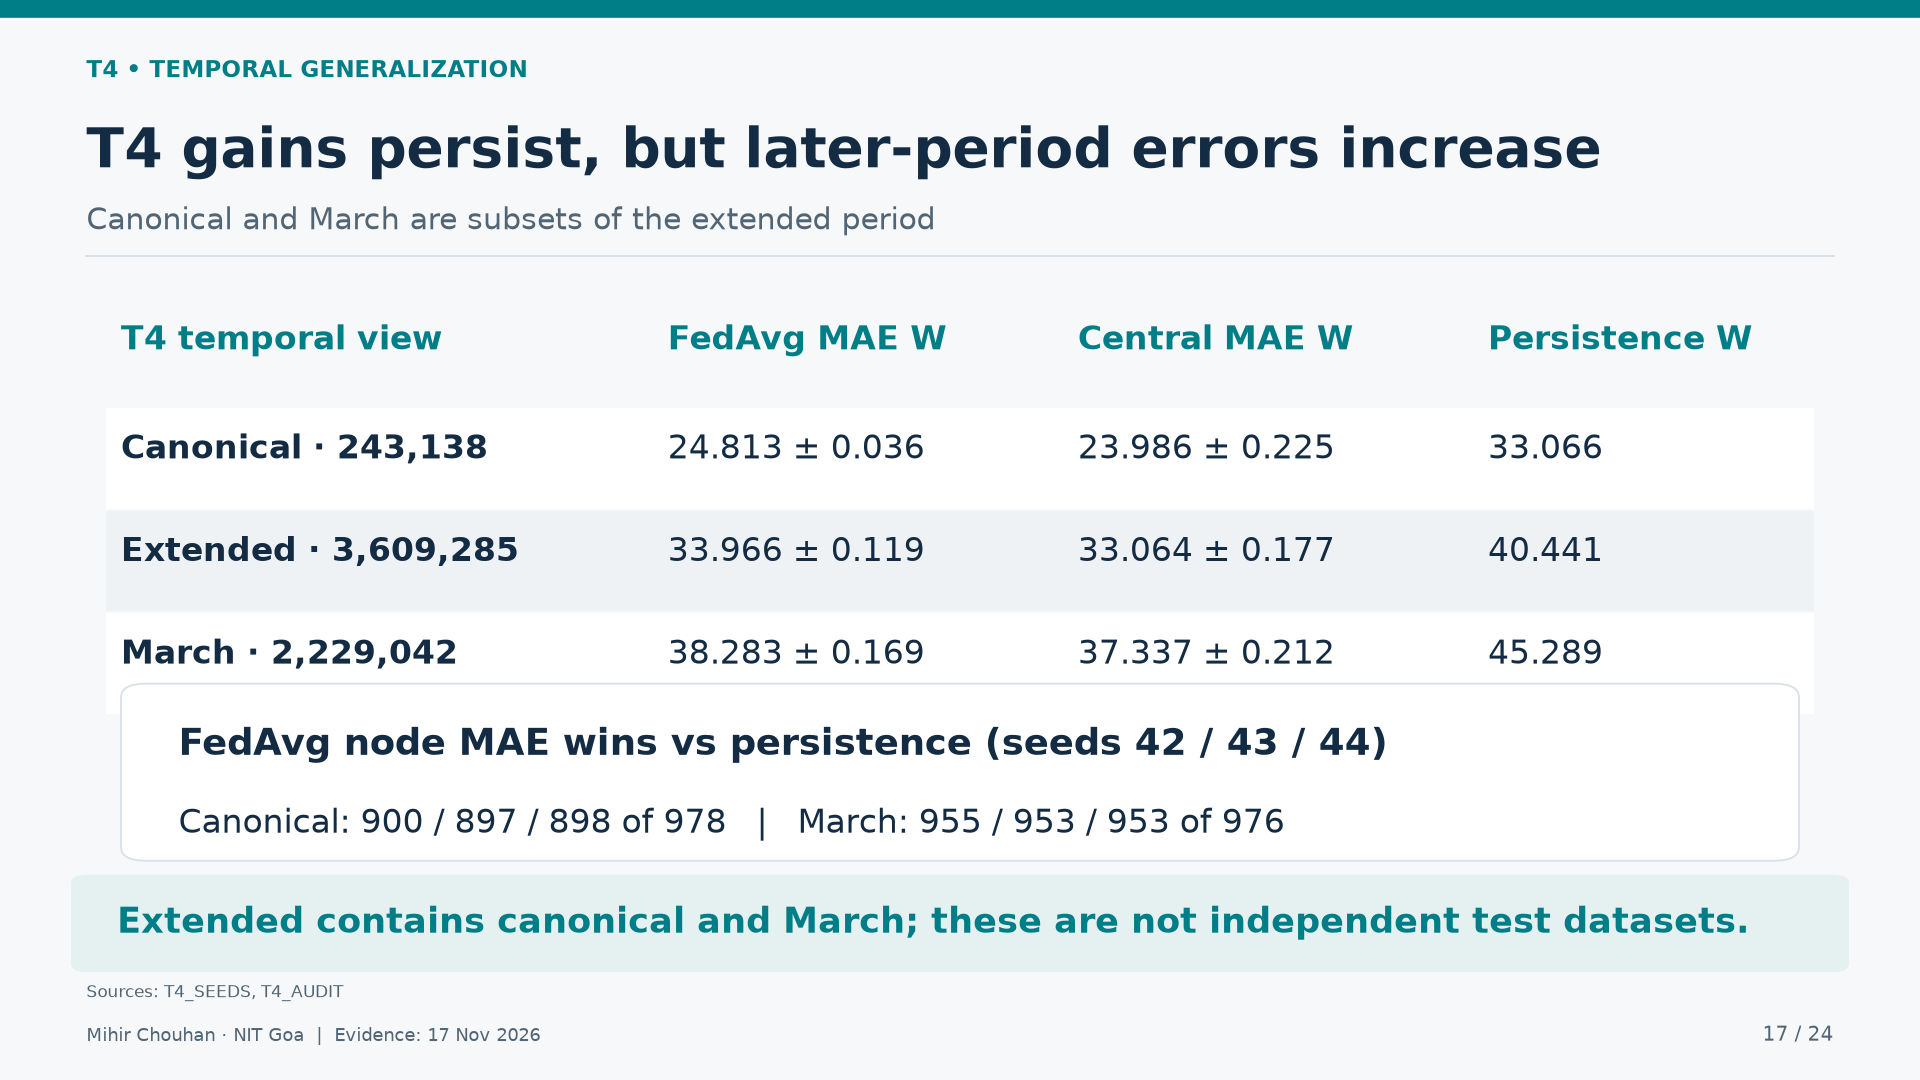 T4 • TEMPORAL GENERALIZATION
T4 gains persist, but later-period errors increase
Canonical and March are subsets of the extended period
T4 temporal view FedAvg MAE W Central MAE W Persistence W
Canonical · 243,138 24.813 ± 0.036 23.986 ± 0.225 33.066
Extended · 3,609,285 33.966 ± 0.119 33.064 ± 0.177 40.441
March · 2,229,042 38.283 ± 0.169 37.337 ± 0.212 45.289
FedAvg node MAE wins vs persistence (seeds 42 / 43 / 44)
Canonical: 900 / 897 / 898 of 978 | March: 955 / 953 / 953 of 976
Extended contains canonical and March; these are not independent test datasets.
Sources: T4_SEEDS, T4_AUDIT
Mihir Chouhan · NIT Goa | Evidence: 17 Nov 2026
17 / 24